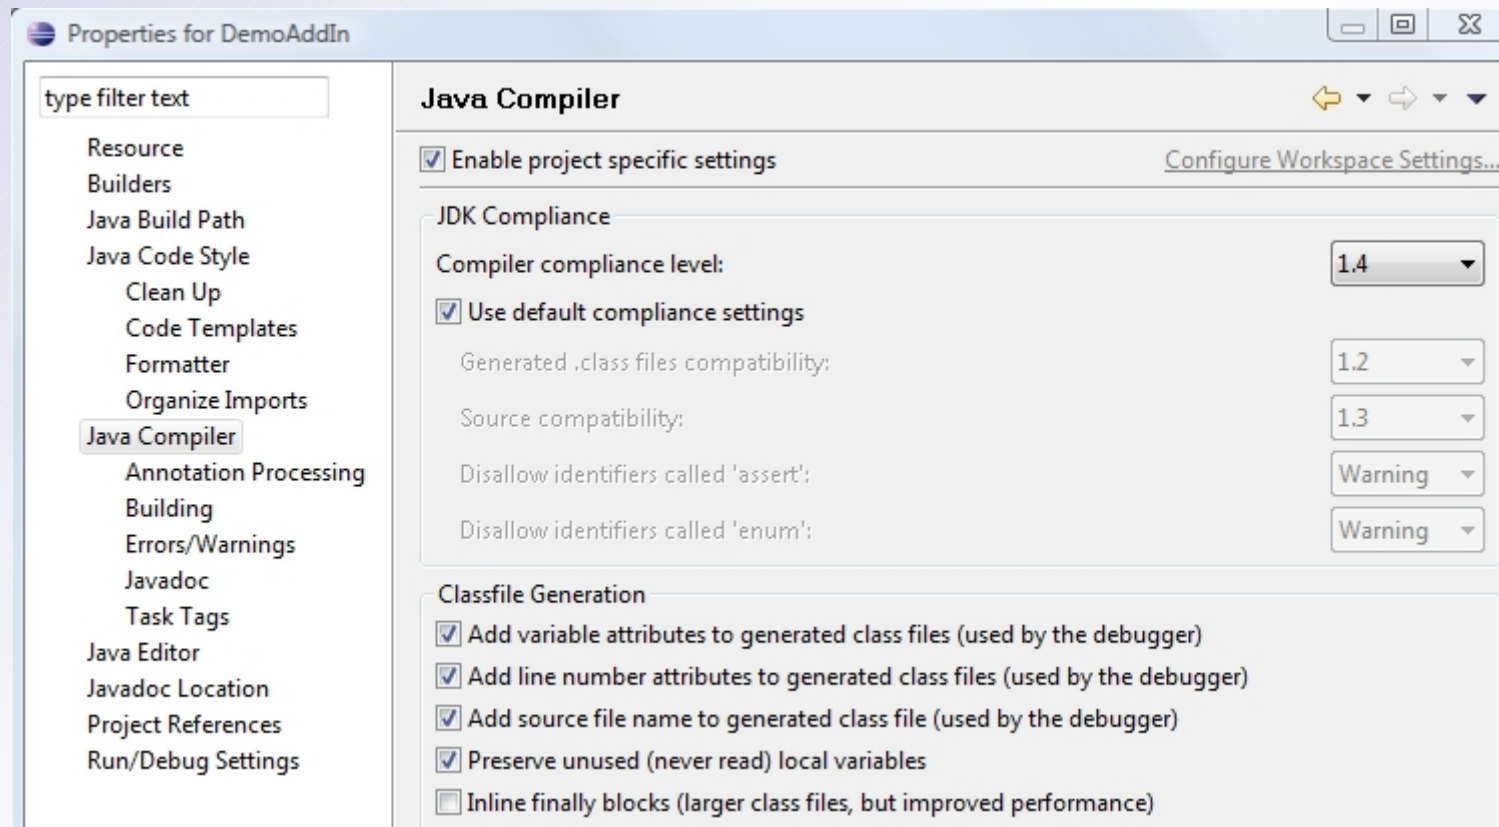 Properties for DemoAddIn
type filter text
Resource
Builders
Java Build Path
Java Code Style
Clean Up
Code Templates
Formatter
Organize Imports
Java Compiler
Annotation Processing
Building
Errors/Warnings
Javadoc
Task Tags
Java Editor
Javadoc Location
Project References
Run/Debug Settings
Java Compiler
Enable project specific settings
Configure Workspace Settings...
JDK Compliance
Compiler compliance level: 1.4
Use default compliance settings
Generated .class files compatibility: 1.2
Source compatibility: 1.3
Disallow identifiers called 'assert': Warning
Disallow identifiers called 'enum': Warning
Classfile Generation
Add variable attributes to generated class files (used by the debugger)
Add line number attributes to generated class files (used by the debugger)
Add source file name to generated class file (used by the debugger)
Preserve unused (never read) local variables
Inline finally blocks (larger class files, but improved performance)